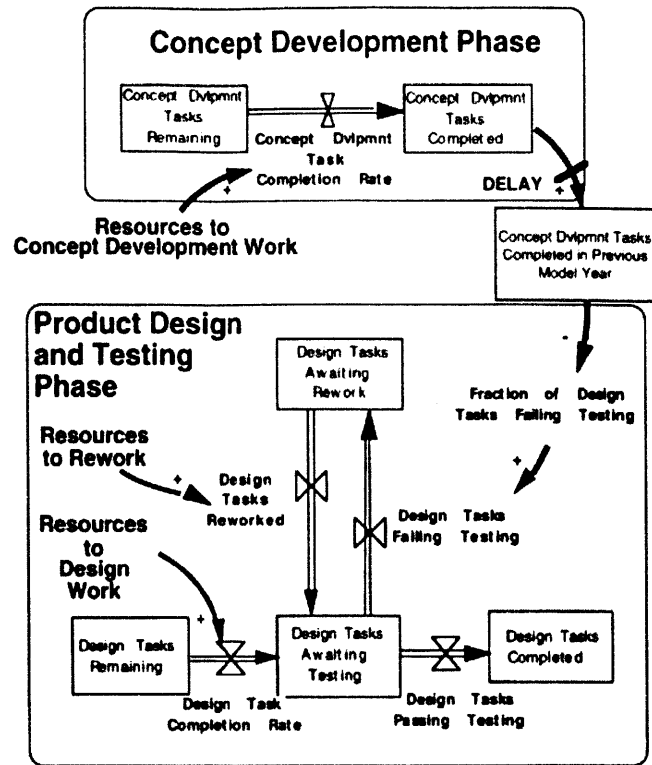 Concept Development Phase
Concept Dvlpmnt
Tasks
Remaining
Concept Dvlpmnt
Tasks
Completed
Concept Dvlpmnt
Task
Completion Rate
+
DELAY
+
Resources to
Concept Development Work
Concept Dvlpmnt Tasks
Completed in Previous
Model Year
-
Product Design
and Testing
Phase
Design Tasks
Awaiting
Rework
Fraction of Design
Tasks Failing Testing
Resources
to Rework
+
Design
Tasks
Reworked
+
Design Tasks
Failing Testing
Resources
to
Design
Work
+
Design Tasks
Remaining
Design Tasks
Awaiting
Testing
Design Tasks
Completed
Design Task
Completion Rate
Design Tasks
Passing Testing